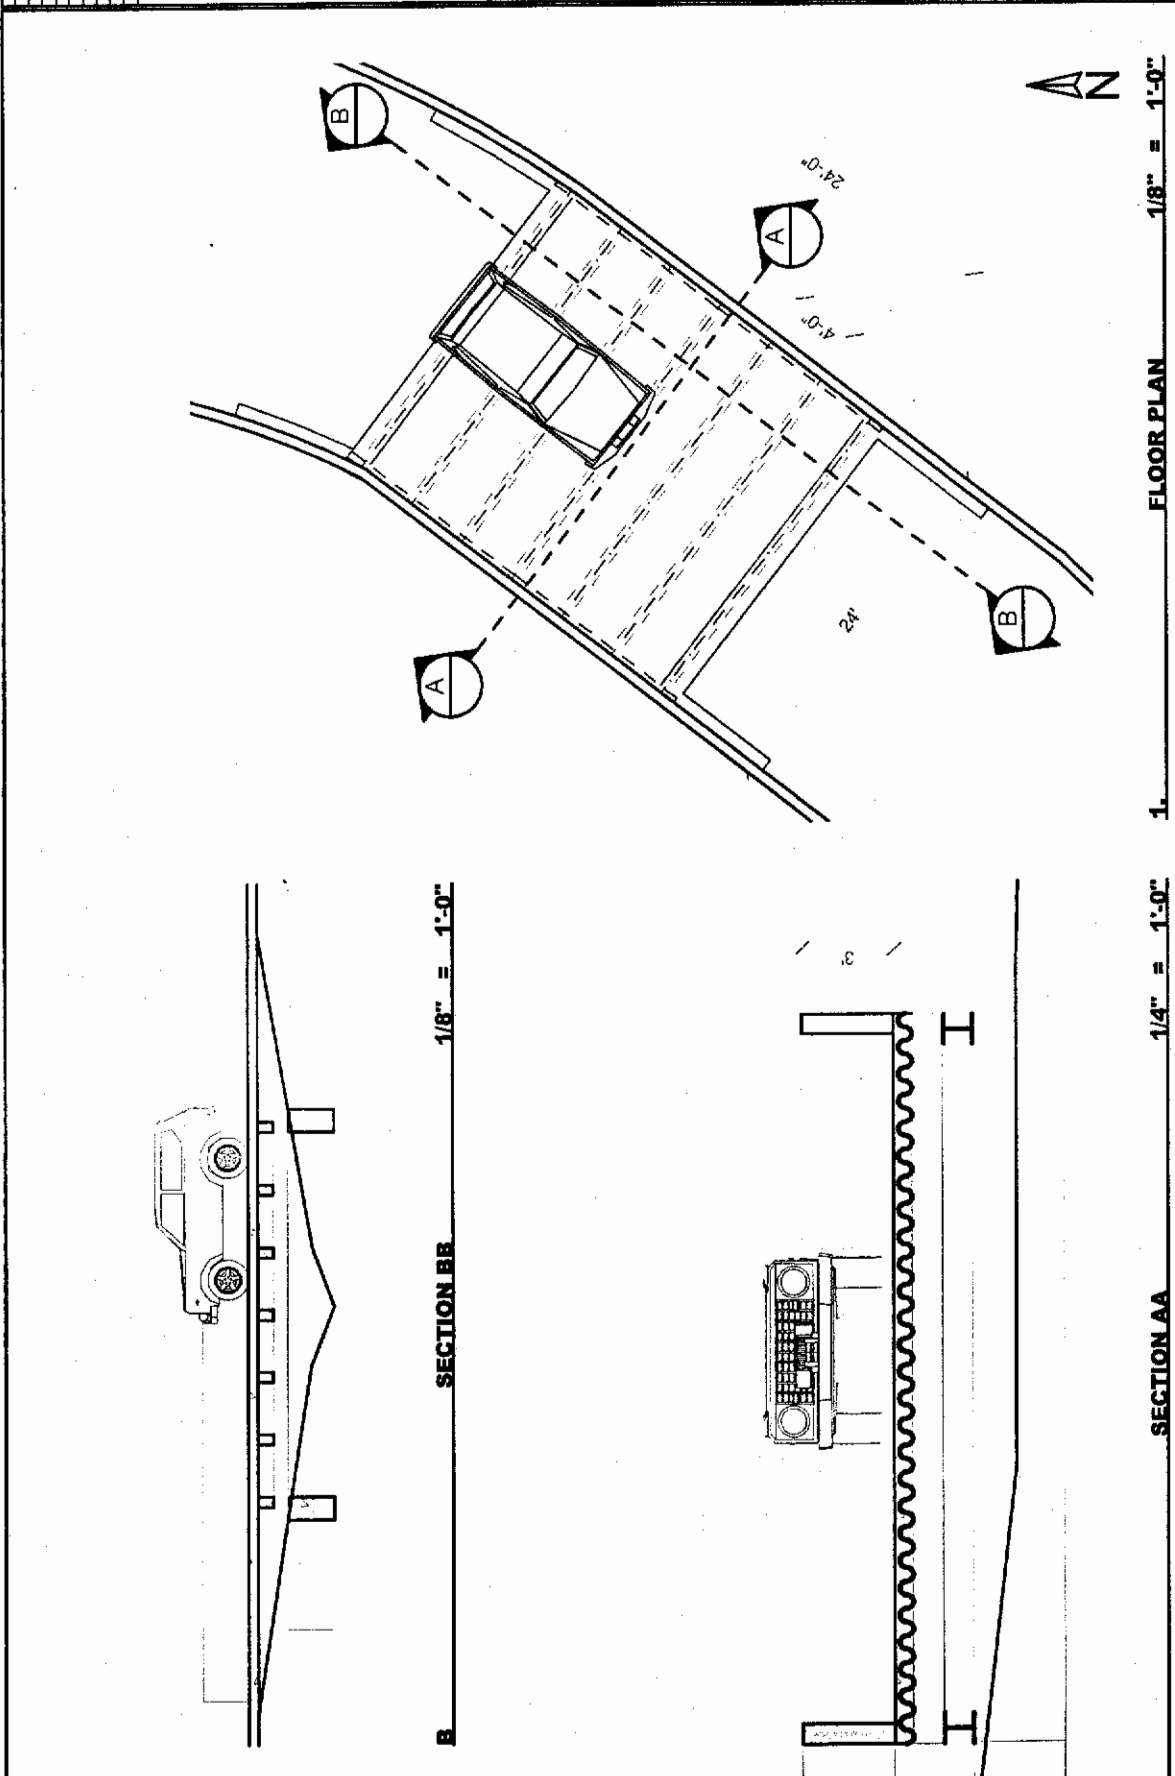 B
A
24'-0"
4'-0"
A
24'
B
N
1. FLOOR PLAN 1/8" = 1'-0"
B SECTION BB 1/8" = 1'-0"
3'
SECTION AA 1/4" = 1'-0"